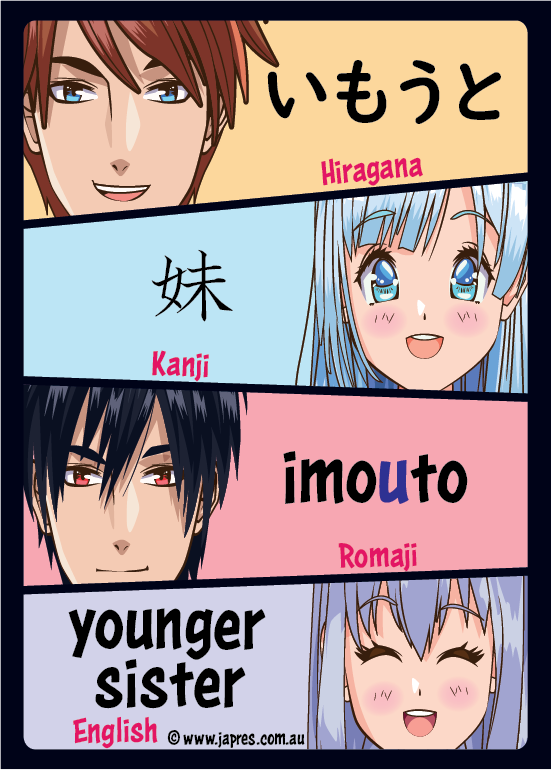 いもうと
Hiragana
妹
Kanji
imouto
Romaji
younger
sister
English © www.japres.com.au